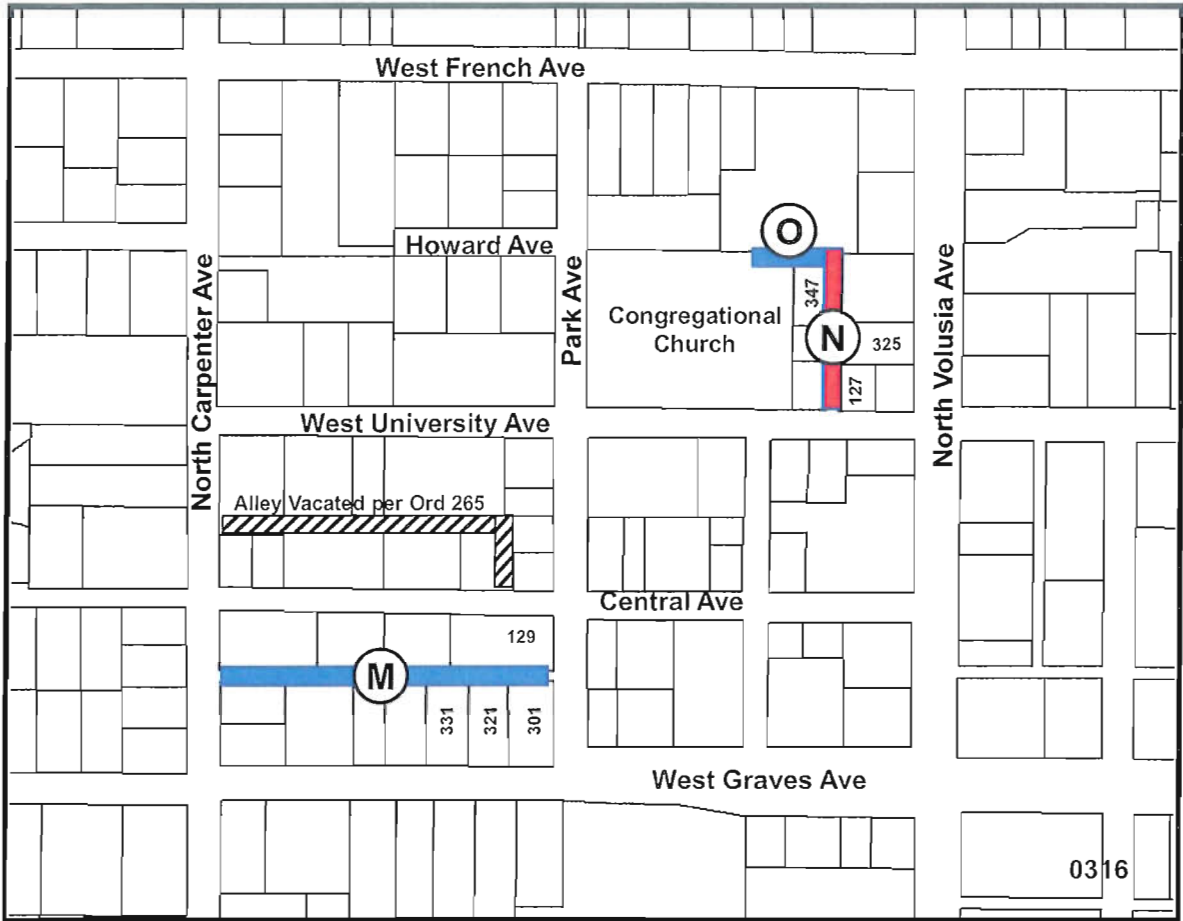 West French Ave
O
Howard Ave
North Carpenter Ave
Park Ave
North Volusia Ave
347
Congregational
Church
N
325
127
West University Ave
Alley Vacated per Ord 265
Central Ave
129
M
331
321
301
West Graves Ave
0316